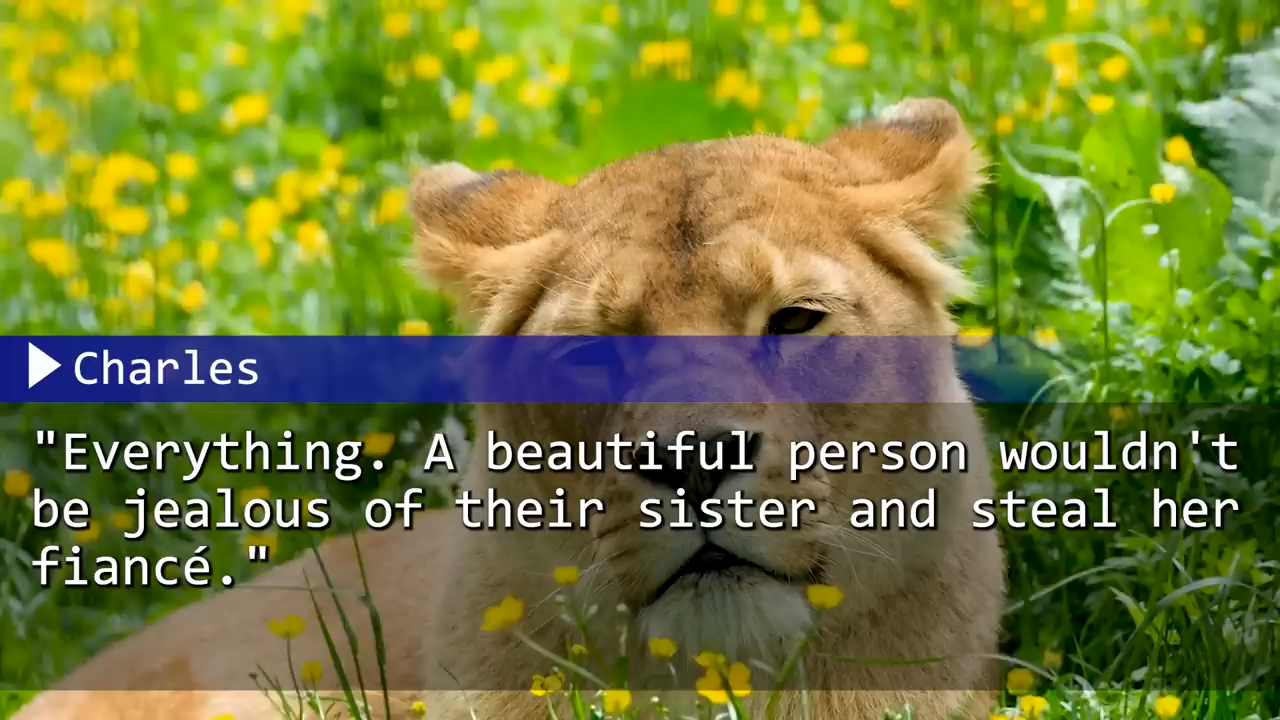 Charles
"Everything. A beautiful person wouldn't
be jealous of their sister and steal her
fiancé."